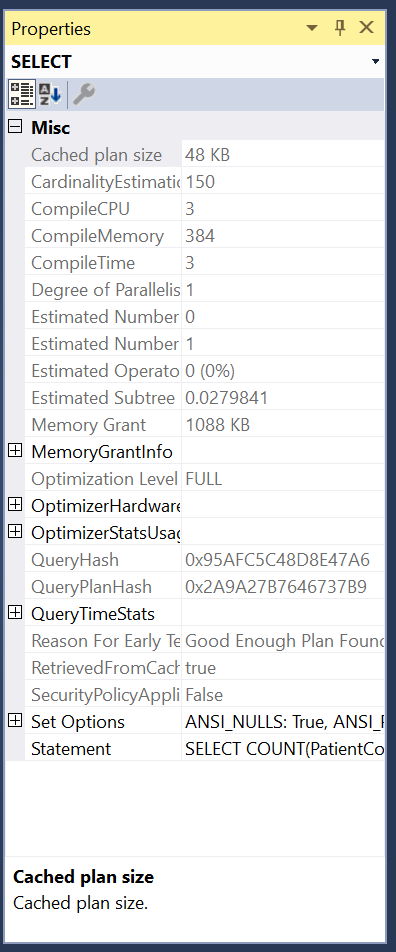 Properties
SELECT
Misc
Cached plan size 48 KB
CardinalityEstimatic 150
CompileCPU 3
CompileMemory 384
CompileTime 3
Degree of Parallelis 1
Estimated Number 0
Estimated Number 1
Estimated Operato 0 (0%)
Estimated Subtree 0.0279841
Memory Grant 1088 KB
MemoryGrantInfo
Optimization Level FULL
OptimizerHardware
OptimizerStatsUsag
QueryHash 0x95AFC5C48D8E47A6
QueryPlanHash 0x2A9A27B7646737B9
QueryTimeStats
Reason For Early Te Good Enough Plan Found
RetrievedFromCach true
SecurityPolicyAppli False
Set Options ANSI_NULLS: True, ANSI_P
Statement SELECT COUNT(PatientCo
Cached plan size
Cached plan size.